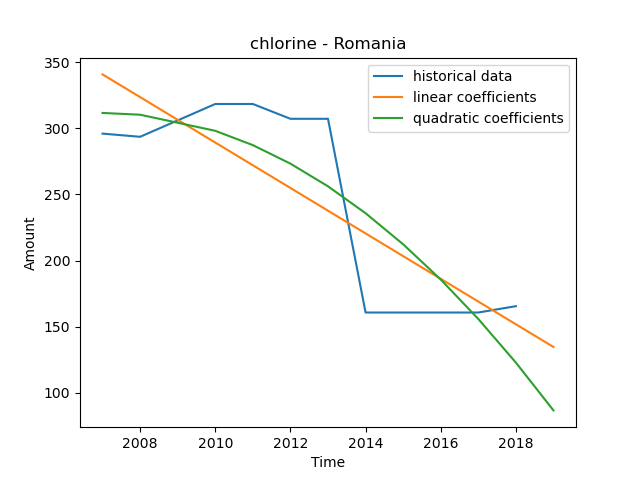 chlorine - Romania
historical data
linear coefficients
quadratic coefficients
350
300
250
200
150
100
Amount
2008 2010 2012 2014 2016 2018
Time